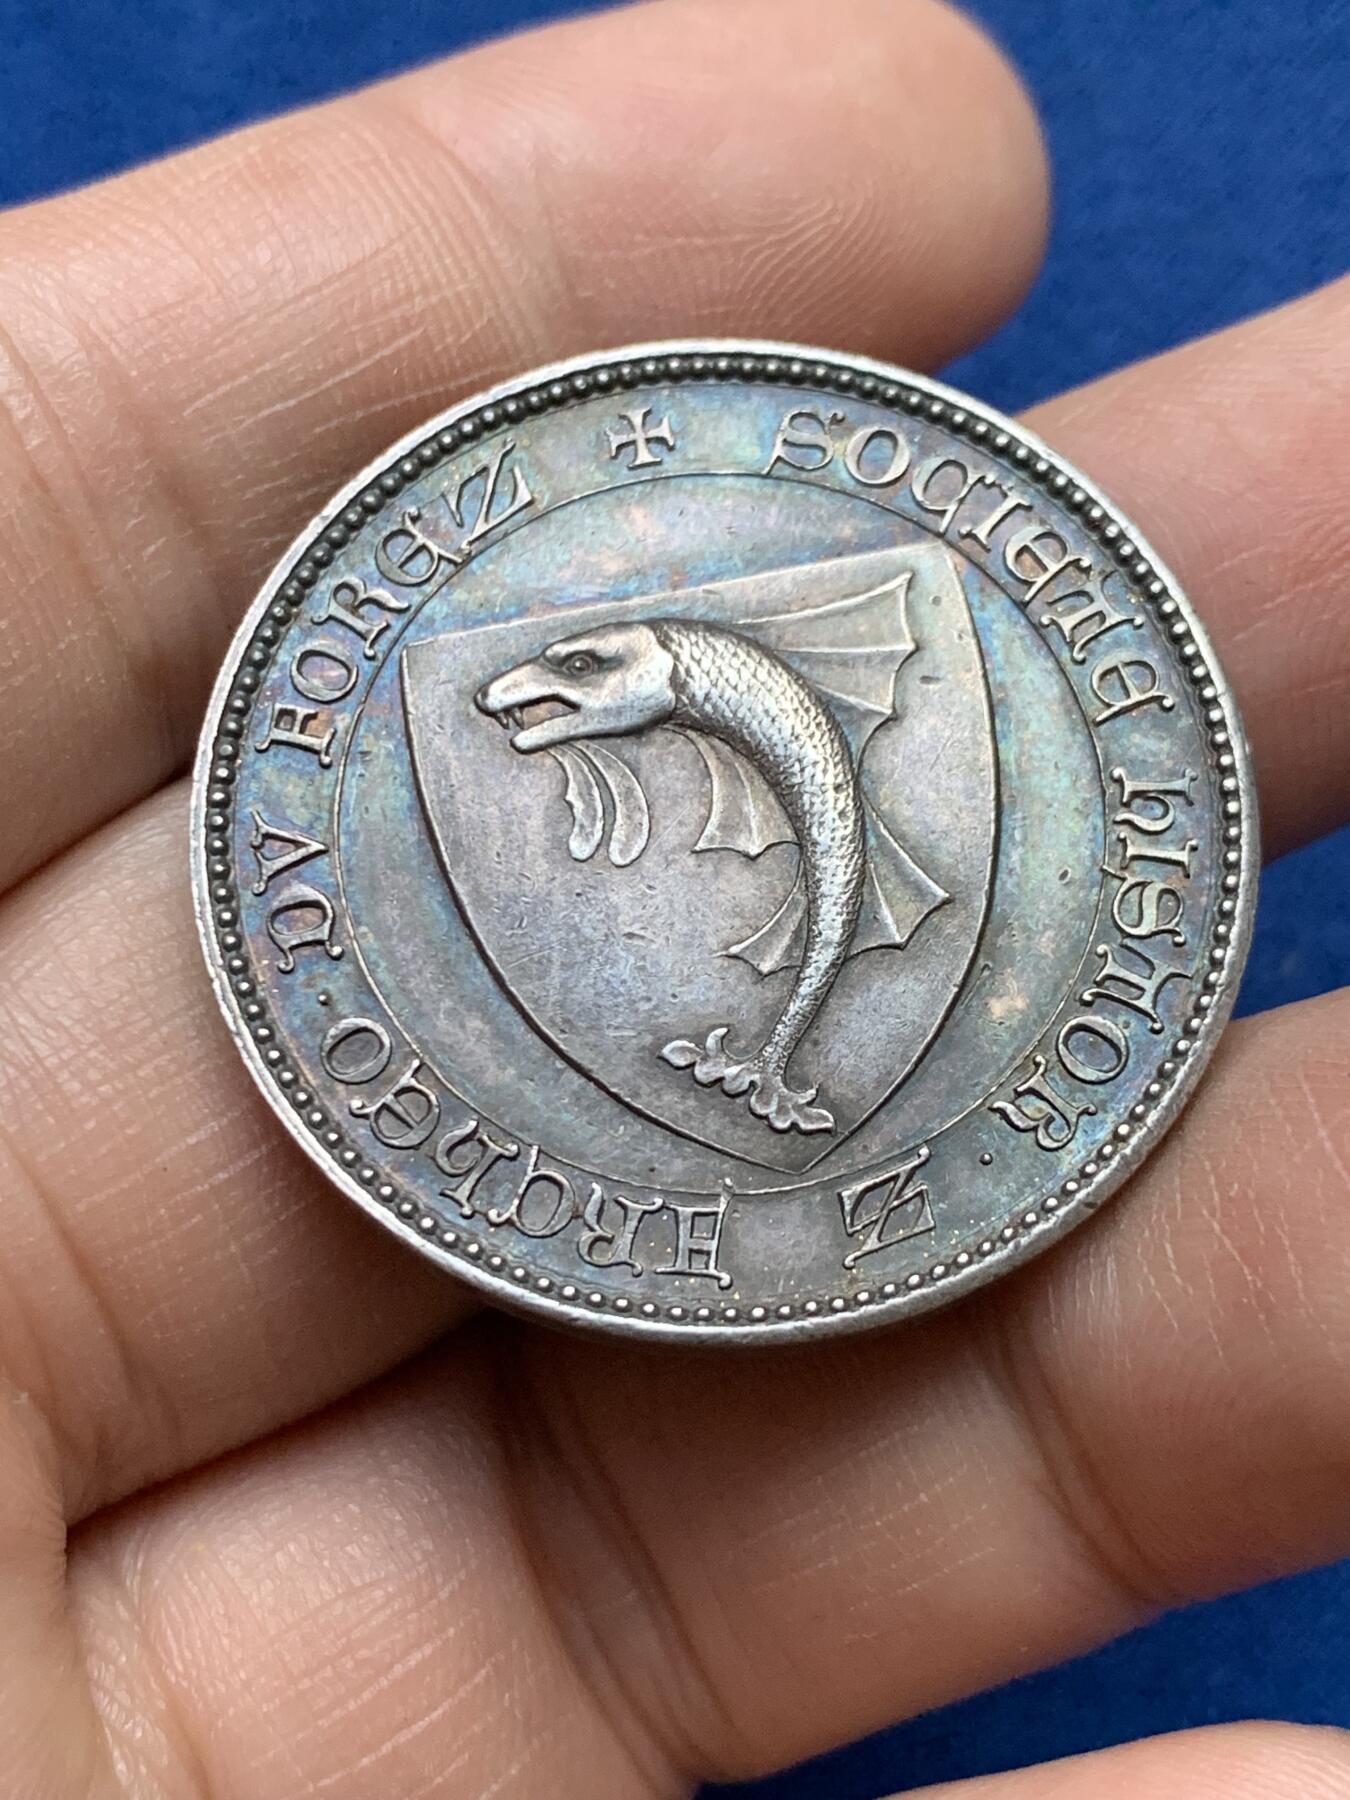 ✠ SOCIETE HISTOR · Z ARCHEO · DV FOREZ